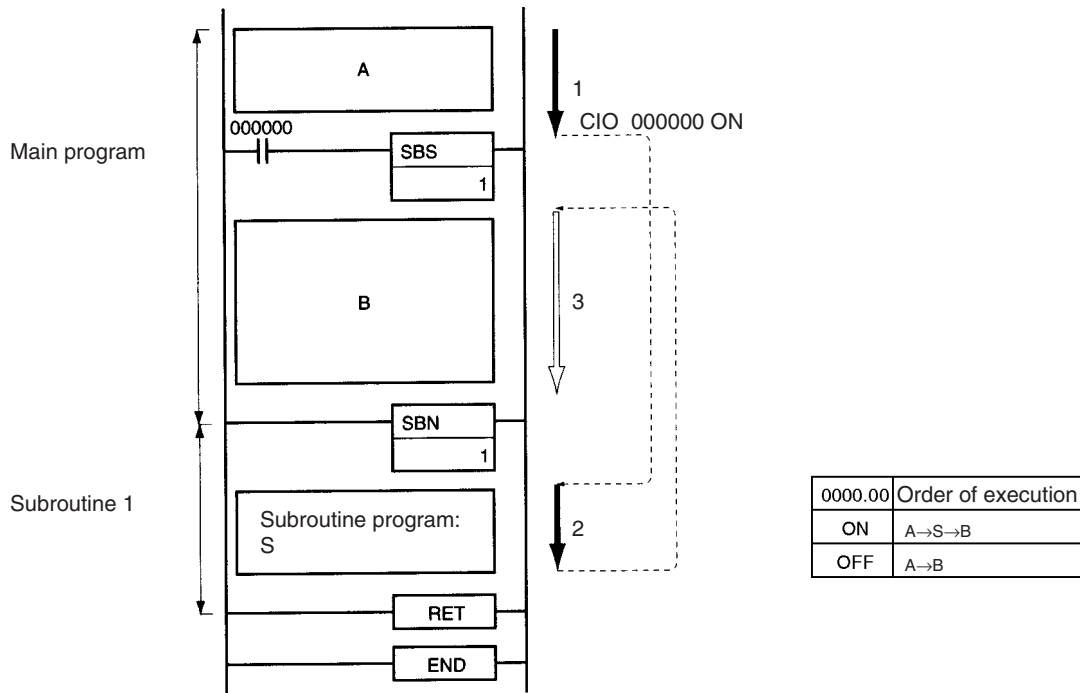 A
1
CIO 000000 ON
000000
Main program
SBS
1
B
3
SBN
1
Subroutine 1
Subroutine program:
S
2
RET
END
0000.00 Order of execution
ON A→S→B
OFF A→B